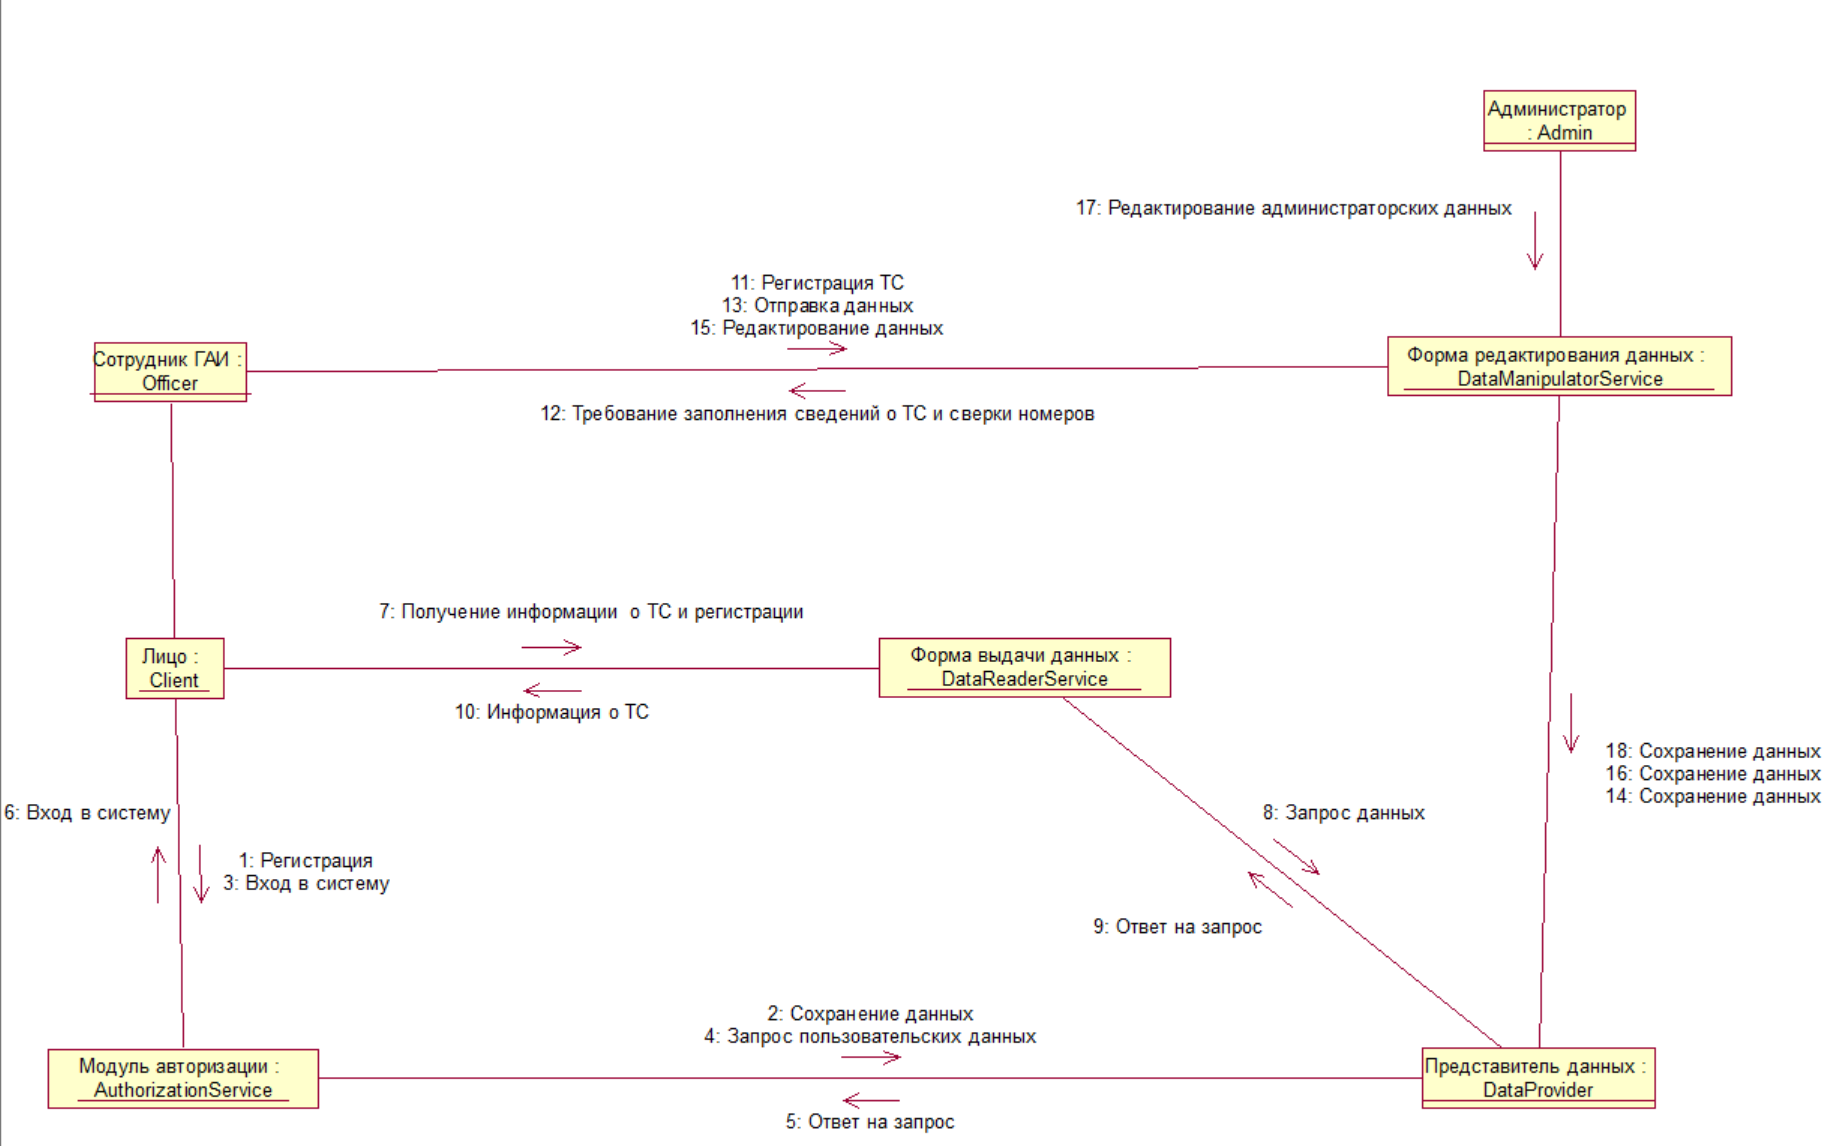 Администратор
: Admin
17: Редактирование администраторских данных
11: Регистрация ТС
13: Отправка данных
15: Редактирование данных
Сотрудник ГАИ :
Officer
Форма редактирования данных :
DataManipulatorService
12: Требование заполнения сведений о ТС и сверки номеров
7: Получение информации о ТС и регистрации
Лицо :
Client
Форма выдачи данных :
DataReaderService
10: Информация о ТС
18: Сохранение данных
16: Сохранение данных
14: Сохранение данных
6: Вход в систему
8: Запрос данных
1: Регистрация
3: Вход в систему
9: Ответ на запрос
2: Сохранение данных
4: Запрос пользовательских данных
Модуль авторизации :
AuthorizationService
Представитель данных :
DataProvider
5: Ответ на запрос